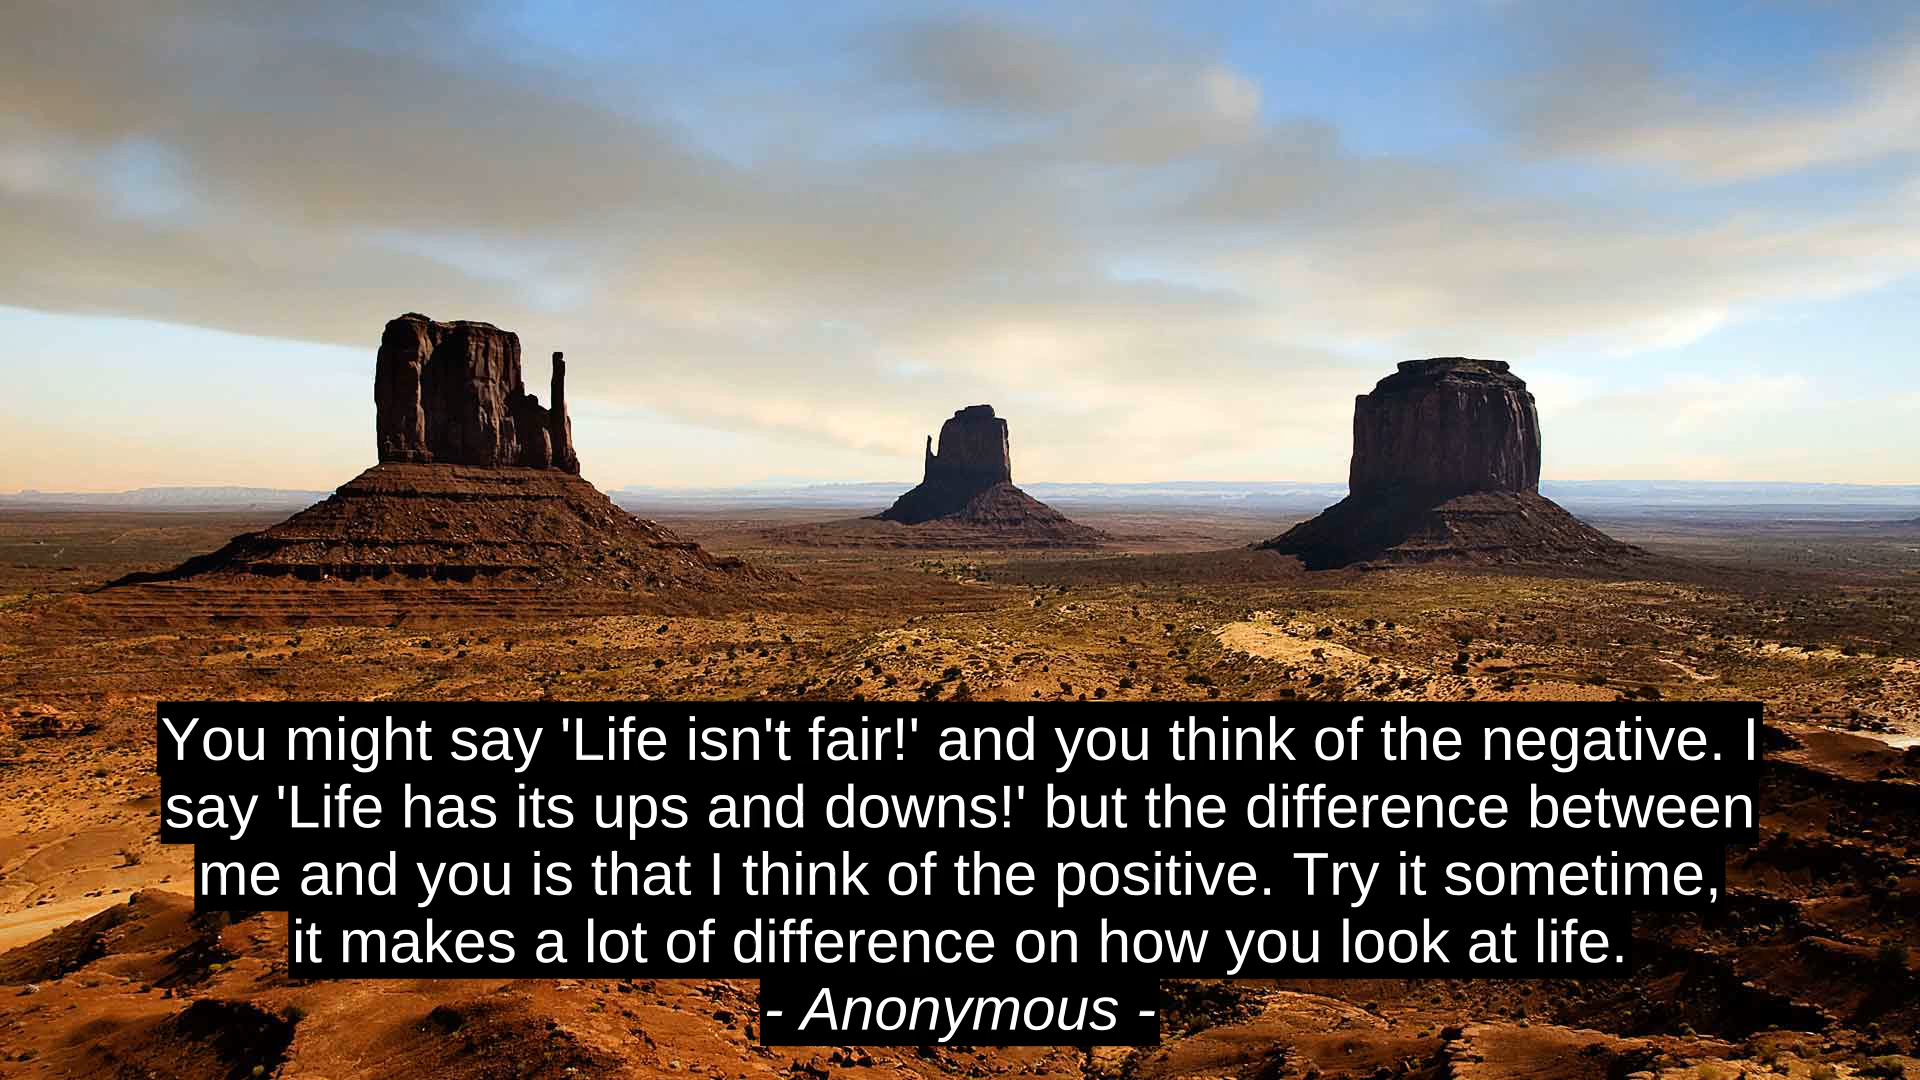 You might say 'Life isn't fair!' and you think of the negative. I
say 'Life has its ups and downs!' but the difference between
me and you is that I think of the positive. Try it sometime,
it makes a lot of difference on how you look at life.
- Anonymous -